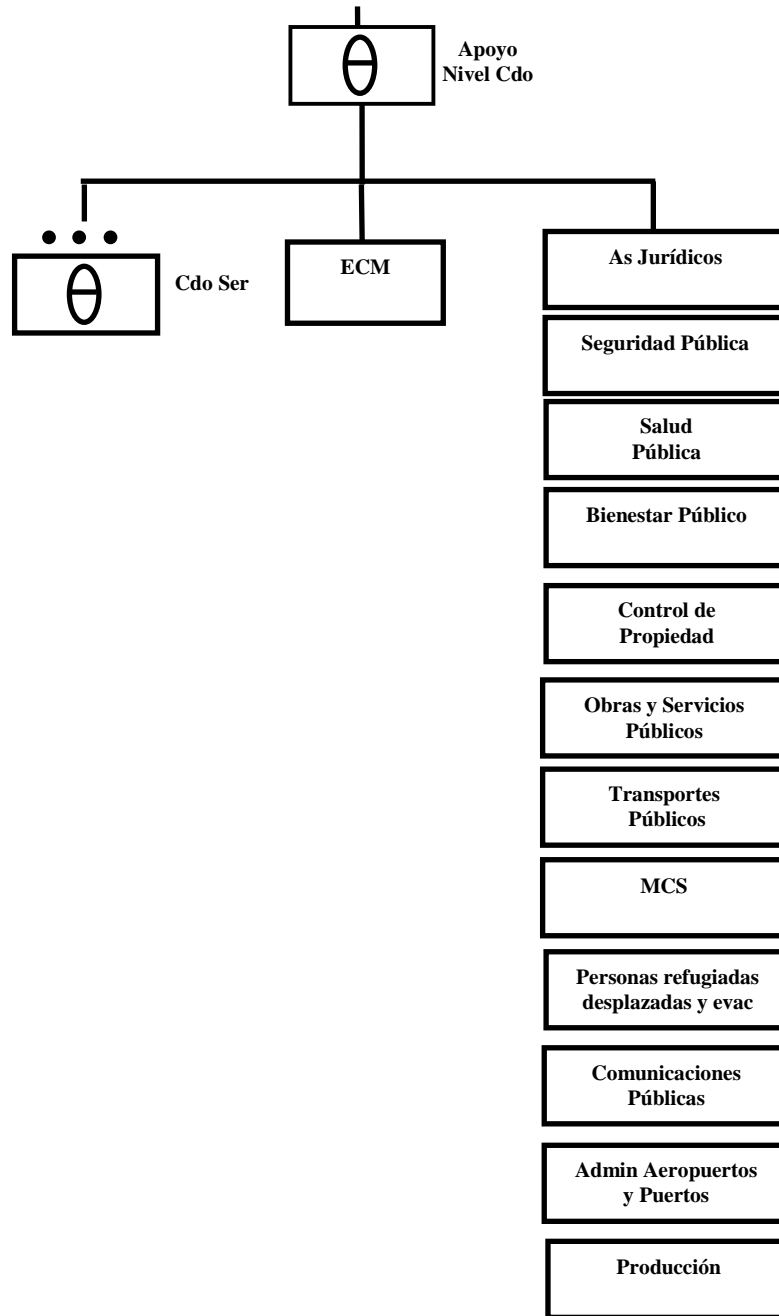 Apoyo
Nivel Cdo
Cdo Ser
ECM
As Jurídicos
Seguridad Pública
Salud
Pública
Bienestar Público
Control de
Propiedad
Obras y Servicios
Públicos
Transportes
Públicos
MCS
Personas refugiadas
desplazadas y evac
Comunicaciones
Públicas
Admin Aeropuertos
y Puertos
Producción